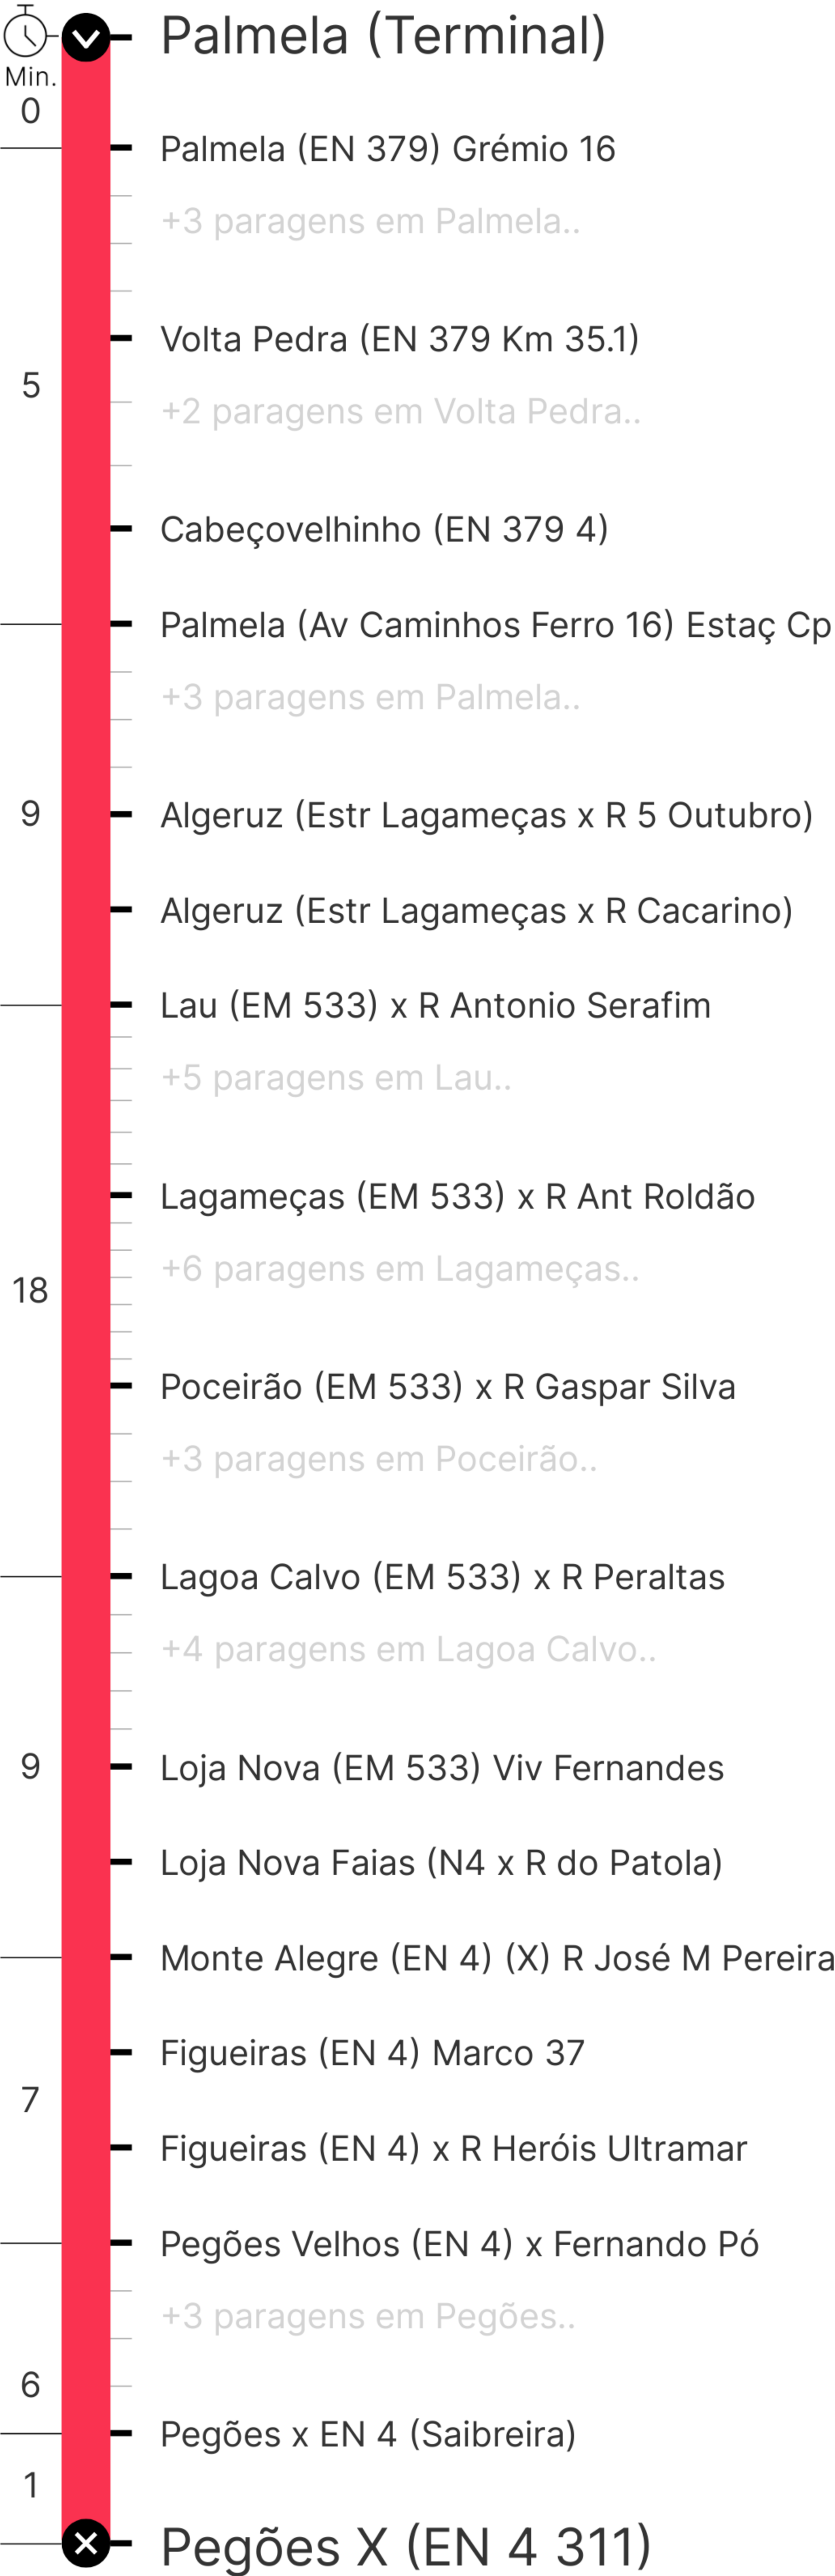 Palmela (Terminal)
Min.
0
Palmela (EN 379) Grémio 16
+3 paragens em Palmela..
Volta Pedra (EN 379 Km 35.1)
5
+2 paragens em Volta Pedra..
Cabeçovelhinho (EN 379 4)
Palmela (Av Caminhos Ferro 16) Estaç Cp
+3 paragens em Palmela..
9
Algeruz (Estr Lagameças x R 5 Outubro)
Algeruz (Estr Lagameças x R Cacarino)
Lau (EM 533) x R Antonio Serafim
+5 paragens em Lau..
Lagameças (EM 533) x R Ant Roldão
+6 paragens em Lagameças..
18
Poceirão (EM 533) x R Gaspar Silva
+3 paragens em Poceirão..
Lagoa Calvo (EM 533) x R Peraltas
+4 paragens em Lagoa Calvo..
9
Loja Nova (EM 533) Viv Fernandes
Loja Nova Faias (N4 x R do Patola)
Monte Alegre (EN 4) (X) R José M Pereira
Figueiras (EN 4) Marco 37
7
Figueiras (EN 4) x R Heróis Ultramar
Pegões Velhos (EN 4) x Fernando Pó
+3 paragens em Pegões..
6
Pegões x EN 4 (Saibreira)
1
Pegões X (EN 4 311)